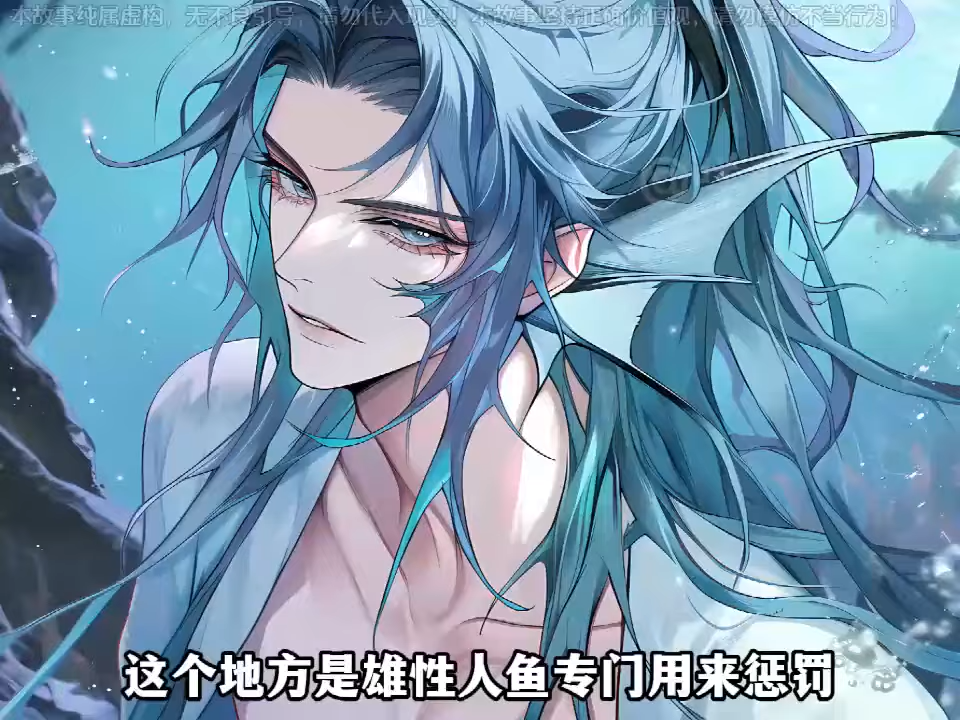 本故事纯属虚构，无不良引导，请勿代入现实！本故事坚持正确价值观，请勿模仿不当行为！
这个地方是雄性人鱼专门用来惩罚